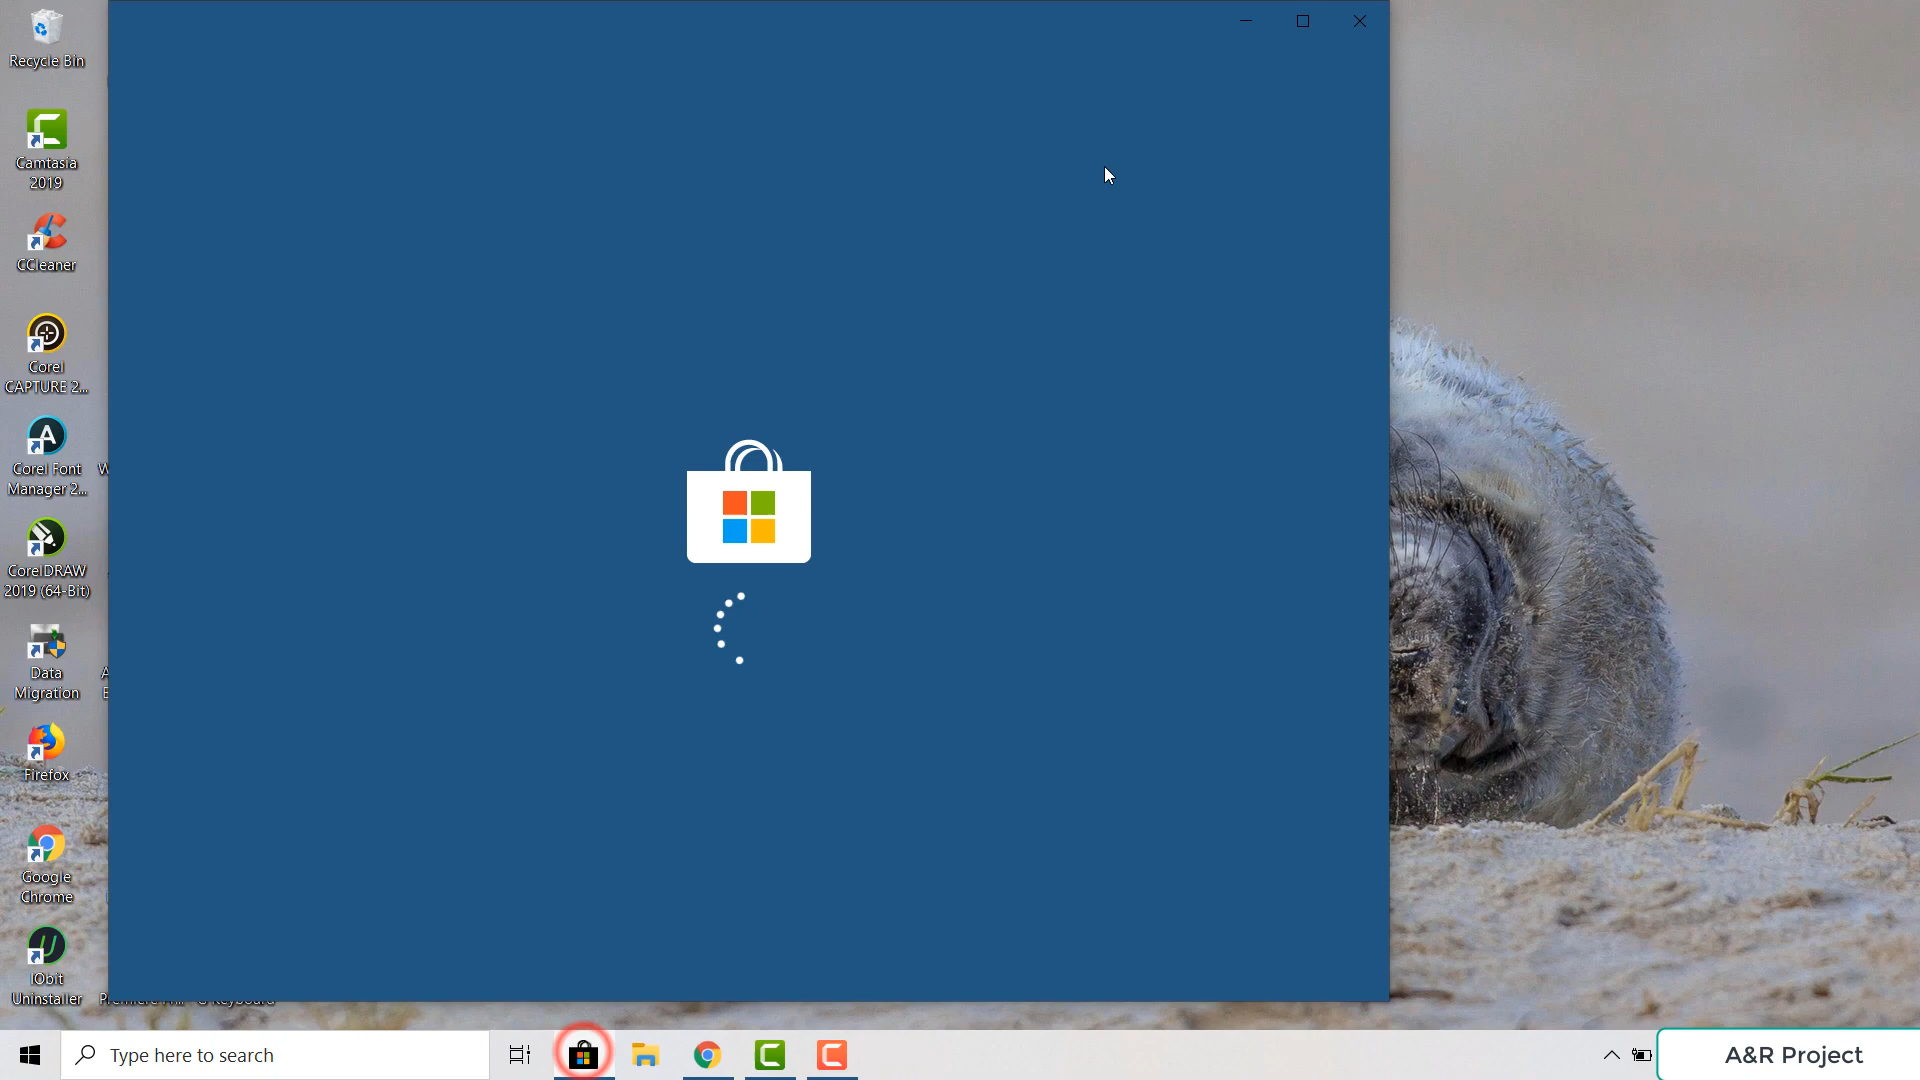 Recycle Bin
Camtasia
2019
CCleaner
Corel
CAPTURE 2...
Corel Font
Manager 2...
W
CorelDRAW
2019 (64-Bit)
Data
Migration
A
E
Firefox
Google
Chrome
IObit
Uninstaller
Type here to search
A&R Project